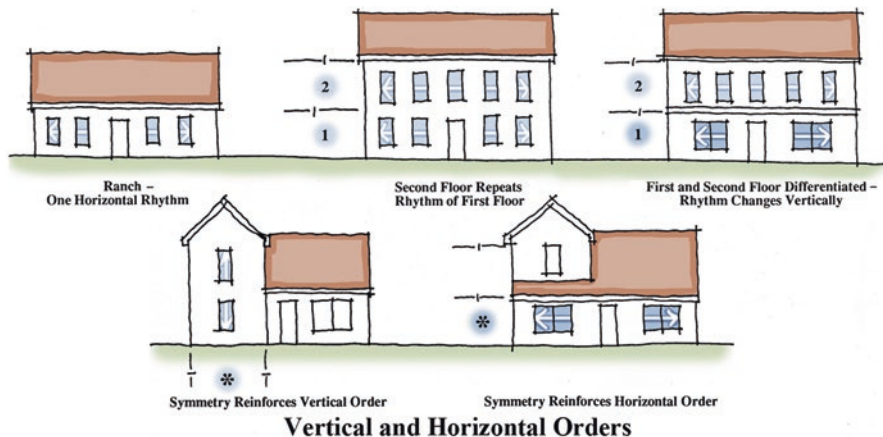 2
1
2
1
Ranch –
One Horizontal Rhythm
Second Floor Repeats
Rhythm of First Floor
First and Second Floor Differentiated –
Rhythm Changes Vertically
*
*
Symmetry Reinforces Vertical Order
Symmetry Reinforces Horizontal Order
Vertical and Horizontal Orders